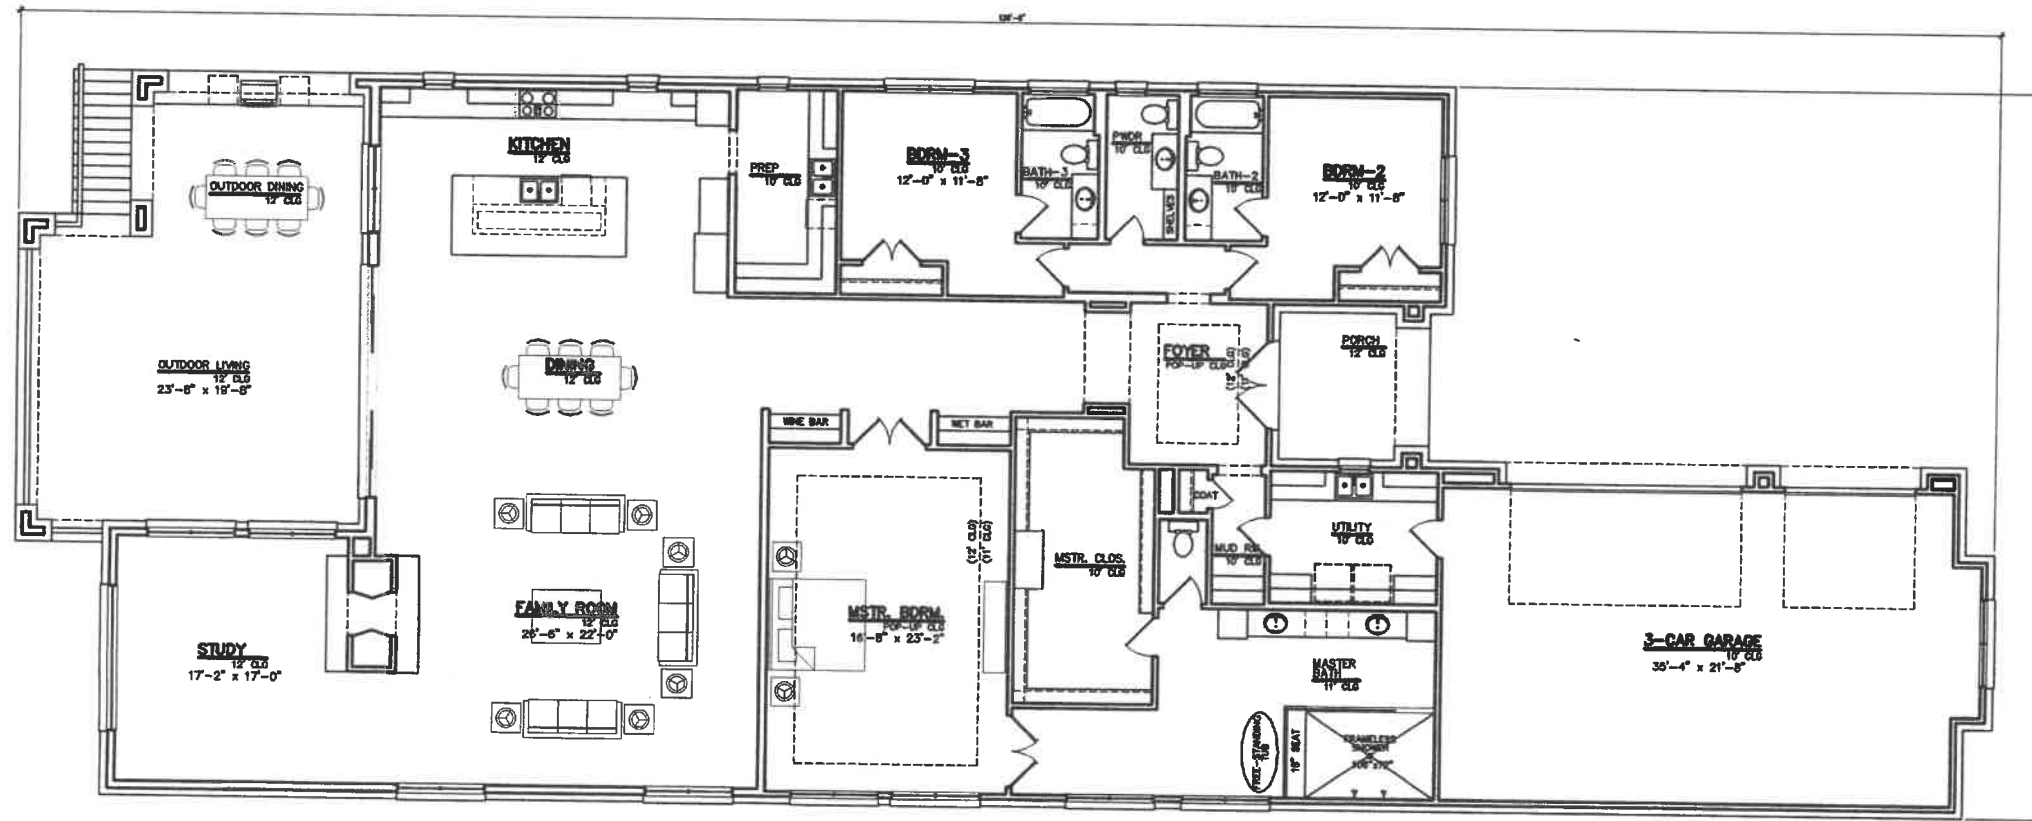 KITCHEN
12' CLG
PREP
10' CLG
BDRM-3
10' CLG
12'-0" x 11'-8"
BATH-3
10' CLG
PWDR
10' CLG
SHELVES
BATH-2
10' CLG
BDRM-2
10' CLG
12'-0" x 11'-8"
OUTDOOR DINING
12' CLG
OUTDOOR LIVING
12' CLG
23'-8" x 19'-8"
DINING
12' CLG
FOYER
POP-UP CLG
(12' CLG)
PORCH
12' CLG
WINE BAR
WET BAR
COAT
MSTR. CLOS.
10' CLG
MUD RM
10' CLG
UTILITY
10' CLG
(12' CLG)
(11' CLG)
MSTR. BDRM.
POP-UP CLG
16'-8" x 23'-2"
FAMILY ROOM
12' CLG
26'-6" x 22'-0"
STUDY
12' CLG
17'-2" x 17'-0"
MASTER
BATH
11' CLG
3-CAR GARAGE
10' CLG
35'-4" x 21'-8"
FREE-STANDING
TUB
18" SEAT
FRAMELESS
SHOWER